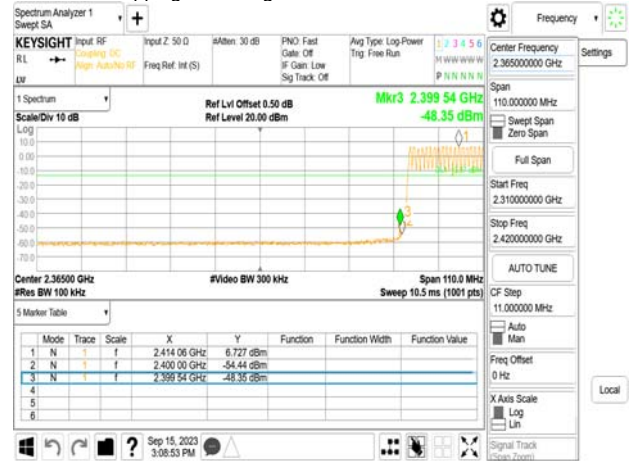 Spectrum Analyzer 1
Swept SA
Frequency
Settings
KEYSIGHT
RL
Input: RF
Coupling: DC
Align: Auto/No RF
Input Z: 50 Ω
Freq Ref: Int (S)
#Atten: 30 dB
PNO: Fast
Gate: Off
IF Gain: Low
Sig Track: Off
Avg Type: Log-Power
Trig: Free Run
1 2 3 4 5 6
M W W W W W
P N N N N N
1 Spectrum
Scale/Div 10 dB
Ref Lvl Offset 0.50 dB
Ref Level 20.00 dBm
Mkr3 2.399 54 GHz
-48.35 dBm
Log
10.0
0.00
-10.0
-20.0
-30.0
-40.0
-50.0
-60.0
-70.0
1
3
2
Center 2.36500 GHz
#Res BW 100 kHz
#Video BW 300 kHz
Span 110.0 MHz
Sweep 10.5 ms (1001 pts)
5 Marker Table
Mode Trace Scale X Y Function Function Width Function Value
1 N 1 f 2.414 06 GHz 6.727 dBm
2 N 1 f 2.400 00 GHz -54.44 dBm
3 N 1 f 2.399 54 GHz -48.35 dBm
4
5
6
Sep 15, 2023
3:08:53 PM
Center Frequency
2.365000000 GHz
Span
110.000000 MHz
Swept Span
Zero Span
Full Span
Start Freq
2.310000000 GHz
Stop Freq
2.420000000 GHz
AUTO TUNE
CF Step
11.000000 MHz
Auto
Man
Freq Offset
0 Hz
X Axis Scale
Log
Lin
Signal Track
(Span Zoom)
Local